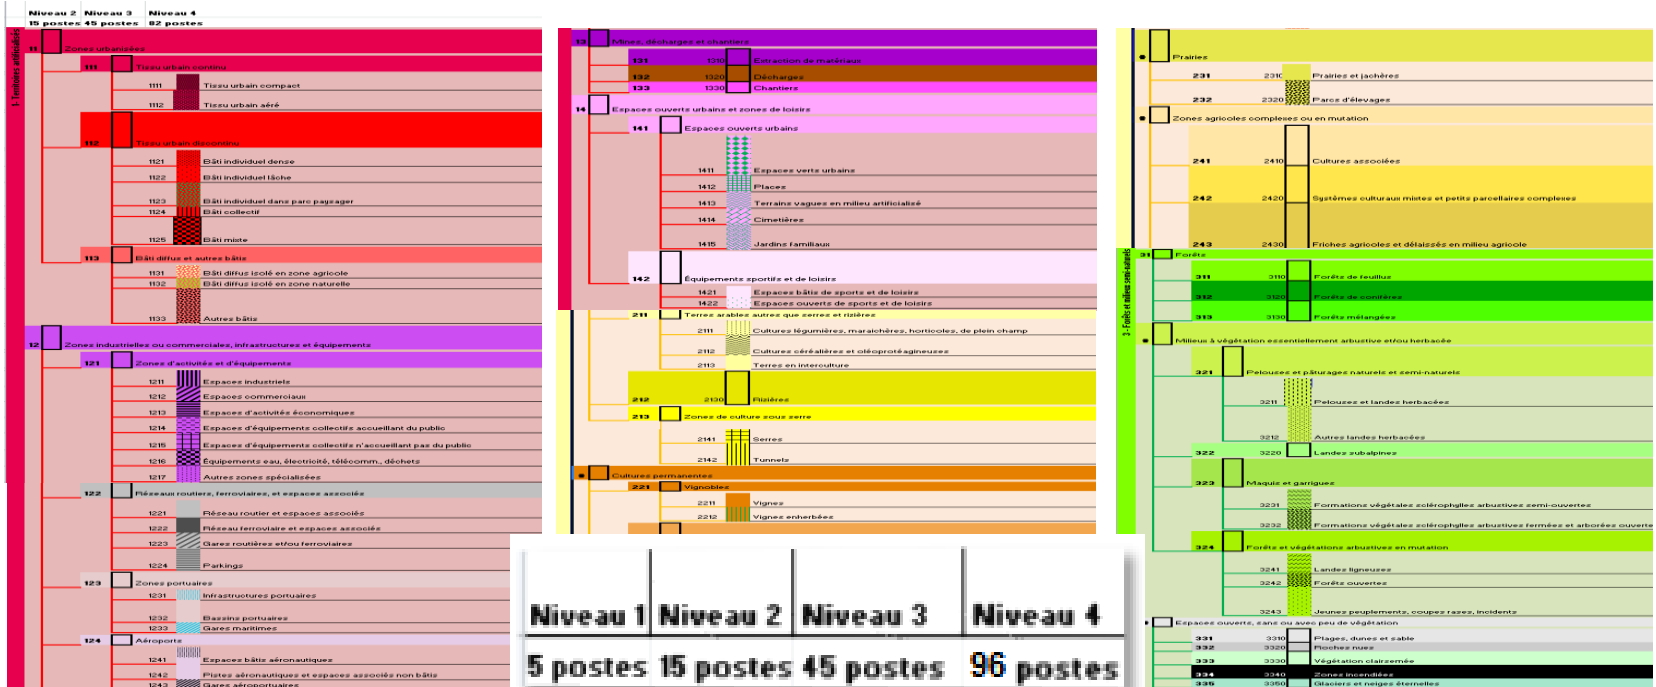 Niveau 2 Niveau 3 Niveau 4
15 postes 45 postes 82 postes
1- Territoires artificialisés
11 Zones urbanisées
111 Tissu urbain continu
1111 Tissu urbain compact
1112 Tissu urbain aéré
112 Tissu urbain discontinu
1121 Bâti individuel dense
1122 Bâti individuel lâche
1123 Bâti individuel dans parc paysager
1124 Bâti collectif
1125 Bâti mixte
113 Bâti diffus et autres bâtis
1131 Bâti diffus isolé en zone agricole
1132 Bâti diffus isolé en zone naturelle
1133 Autres bâtis
12 Zones industrielles ou commerciales, infrastructures et équipements
121 Zones d'activités et d'équipements
1211 Espaces industriels
1212 Espaces commerciaux
1213 Espaces d'activités économiques
1214 Espaces d'équipements collectifs accueillant du public
1215 Espaces d'équipements collectifs n'accueillant pas du public
1216 Équipements eau, électricité, télécomm., déchets
1217 Autres zones spécialisées
122 Réseaux routiers, ferroviaires, et espaces associés
1221 Réseau routier et espaces associés
1222 Réseau ferroviaire et espaces associés
1223 Gares routières et/ou ferroviaires
1224 Parkings
123 Zones portuaires
1231 Infrastructures portuaires
1232 Bassins portuaires
1233 Gares maritimes
124 Aéroports
1241 Espaces bâtis aéronautiques
1242 Pistes aéronautiques et espaces associés non bâtis
1243 Gares aéroportuaires
13 Mines, décharges et chantiers
131 1310 Extraction de matériaux
132 1320 Décharges
133 1330 Chantiers
14 Espaces ouverts urbains et zones de loisirs
141 Espaces ouverts urbains
1411 Espaces verts urbains
1412 Places
1413 Terrains vagues en milieu artificialisé
1414 Cimetières
1415 Jardins familiaux
142 Équipements sportifs et de loisirs
1421 Espaces bâtis de sports et de loisirs
1422 Espaces ouverts de sports et de loisirs
211 Terres arables autres que serres et rizières
2111 Cultures légumières, maraichères, horticoles, de plein champ
2112 Cultures céréalières et oléoprotéagineuses
2113 Terres en interculture
212 2130 Rizières
213 Zones de culture sous serre
2141 Serres
2142 Tunnels
Cultures permanentes
221 Vignobles
2211 Vignes
2212 Vignes enherbées
Niveau 1 Niveau 2 Niveau 3 Niveau 4
5 postes 15 postes 45 postes 96 postes
Prairies
231 2310 Prairies et jachères
232 2320 Parcs d'élevages
Zones agricoles complexes ou en mutation
241 2410 Cultures associées
242 2420 Systèmes culturaux mixtes et petits parcellaires complexes
243 2430 Friches agricoles et délaissés en milieu agricole
3 - Forêts et milieux semi-naturels
31 Forêts
311 3110 Forêts de feuillus
312 3120 Forêts de conifères
313 3130 Forêts mélangées
Milieux à végétation essentiellement arbustive et/ou herbacée
321 Pelouses et pâturages naturels et semi-naturels
3211 Pelouses et landes herbacées
3212 Autres landes herbacées
322 3220 Landes subalpines
323 Maquis et garrigues
3231 Formations végétales sclérophylles arbustives semi-ouvertes
3232 Formations végétales sclérophylles arbustives fermées et arborées ouverte
324 Forêts et végétations arbustives en mutation
3241 Landes ligneuses
3242 Forêts ouvertes
3243 Jeunes peuplements, coupes rases, incidents
Espaces ouverts, sans ou avec peu de végétation
331 3310 Plages, dunes et sable
332 3320 Roches nues
333 3330 Végétation clairsemée
334 3340 Zones incendiées
335 3350 Glaciers et neiges éternelles